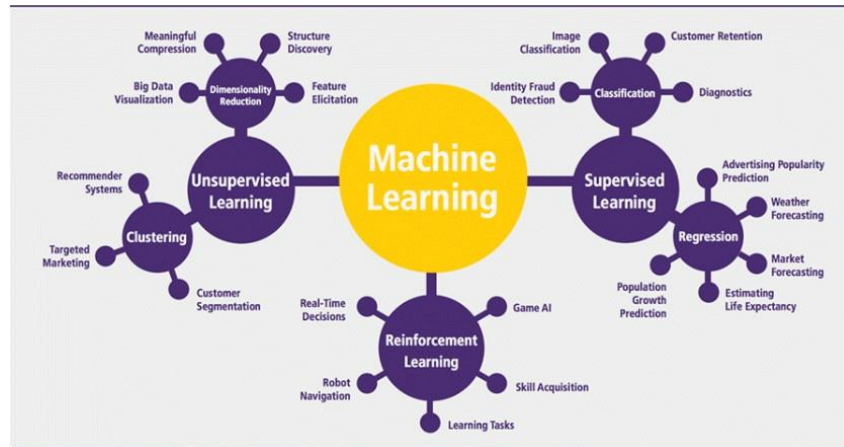 Machine
Learning
Unsupervised
Learning
Dimensionality
Reduction
Meaningful
Compression
Structure
Discovery
Big Data
Visualization
Feature
Elicitation
Clustering
Recommender
Systems
Targeted
Marketing
Customer
Segmentation
Supervised
Learning
Classification
Image
Classification
Customer Retention
Identity Fraud
Detection
Diagnostics
Regression
Advertising Popularity
Prediction
Weather
Forecasting
Market
Forecasting
Population
Growth
Prediction
Estimating
Life Expectancy
Reinforcement
Learning
Real-Time
Decisions
Game AI
Robot
Navigation
Skill Acquisition
Learning Tasks